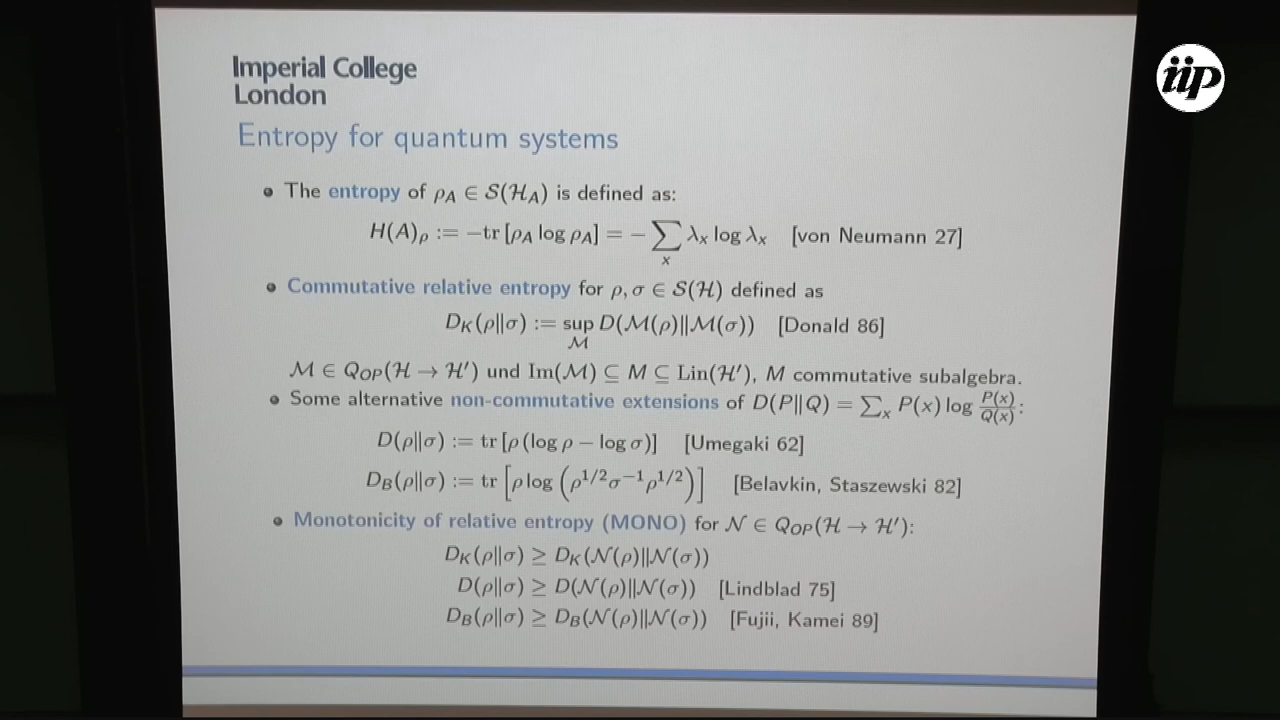 iip
Imperial College
London
Entropy for quantum systems
• The entropy of ρ_A ∈ S(H_A) is defined as:
H(A)_ρ := −tr [ρ_A log ρ_A] = − ∑_x λ_x log λ_x [von Neumann 27]
• Commutative relative entropy for ρ, σ ∈ S(H) defined as
D_K(ρ‖σ) := sup_M D(M(ρ)‖M(σ)) [Donald 86]
M ∈ Q_OP(H → H′) und Im(M) ⊆ M ⊆ Lin(H′), M commutative subalgebra.
• Some alternative non-commutative extensions of D(P‖Q) = ∑_x P(x) log P(x)/Q(x):
D(ρ‖σ) := tr [ρ (log ρ − log σ)] [Umegaki 62]
D_B(ρ‖σ) := tr [ρ log (ρ^1/2 σ^−1 ρ^1/2)] [Belavkin, Staszewski 82]
• Monotonicity of relative entropy (MONO) for N ∈ Q_OP(H → H′):
D_K(ρ‖σ) ≥ D_K(N(ρ)‖N(σ))
D(ρ‖σ) ≥ D(N(ρ)‖N(σ)) [Lindblad 75]
D_B(ρ‖σ) ≥ D_B(N(ρ)‖N(σ)) [Fujii, Kamei 89]